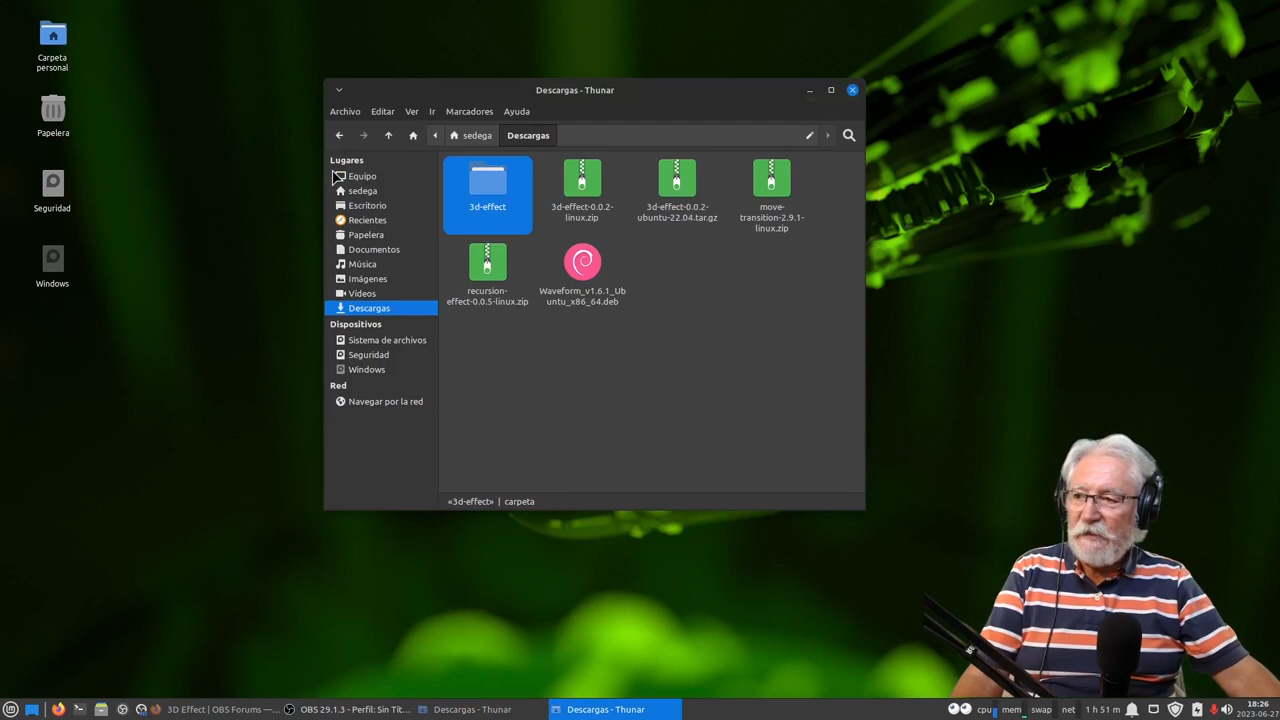 Carpeta
personal
Papelera
Seguridad
Windows
Descargas - Thunar
Archivo Editar Ver Ir Marcadores Ayuda
sedega Descargas
Lugares
Equipo
sedega
Escritorio
Recientes
Papelera
Documentos
Música
Imágenes
Vídeos
Descargas
Dispositivos
Sistema de archivos
Seguridad
Windows
Red
Navegar por la red
3d-effect
3d-effect-0.0.2-
linux.zip
3d-effect-0.0.2-
ubuntu-22.04.tar.gz
move-
transition-2.9.1-
linux.zip
recursion-
effect-0.0.5-linux.zip
Waveform_v1.6.1_Ub
untu_x86_64.deb
«3d-effect» | carpeta
3D Effect | OBS Forums —...
OBS 29.1.3 - Perfil: Sin Tít...
Descargas - Thunar
Descargas - Thunar
cpu mem swap net 1 h 51 m
18:26
2023-06-27